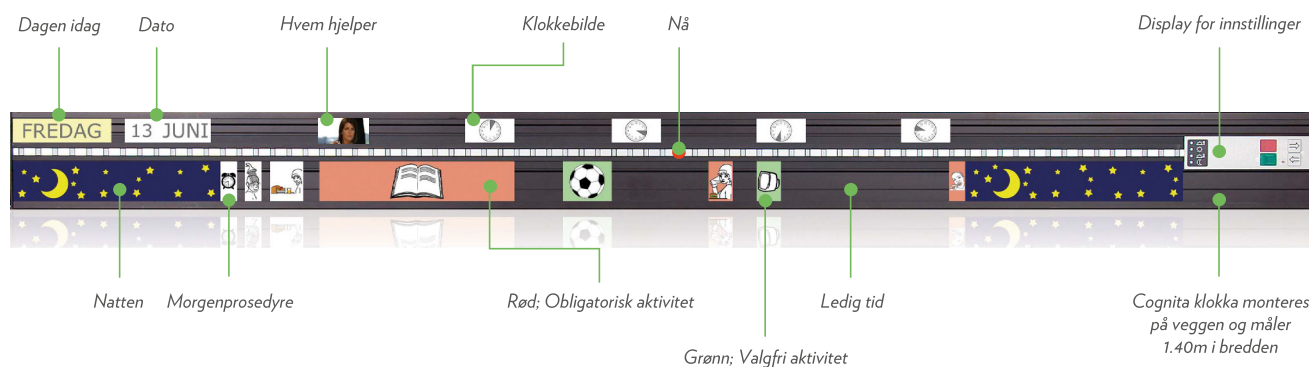 Dagen idag
Dato
Hvem hjelper
Klokkebilde
Nå
Display for innstillinger
FREDAG
13 JUNI
Natten
Morgenprosedyre
Rød; Obligatorisk aktivitet
Grønn; Valgfri aktivitet
Ledig tid
Cognita klokka monteres
på veggen og måler
1.40m i bredden